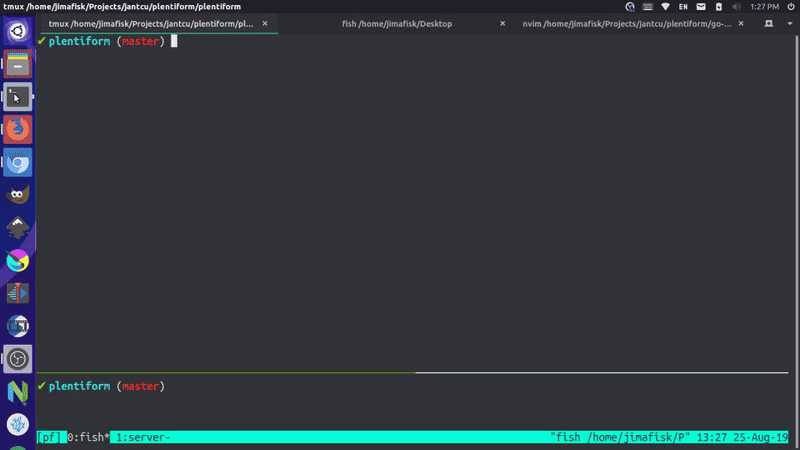 tmux /home/jimafisk/Projects/jantcu/plentiform/plentiform
EN
1:27 PM
tmux /home/jimafisk/Projects/jantcu/plentiform/pl... ×
fish /home/jimafisk/Desktop ×
nvim /home/jimafisk/Projects/jantcu/plentiform/go-... ×
✔ plentiform (master)
✔ plentiform (master)
[pf] 0:fish* 1:server- "fish /home/jimafisk/P" 13:27 25-Aug-19